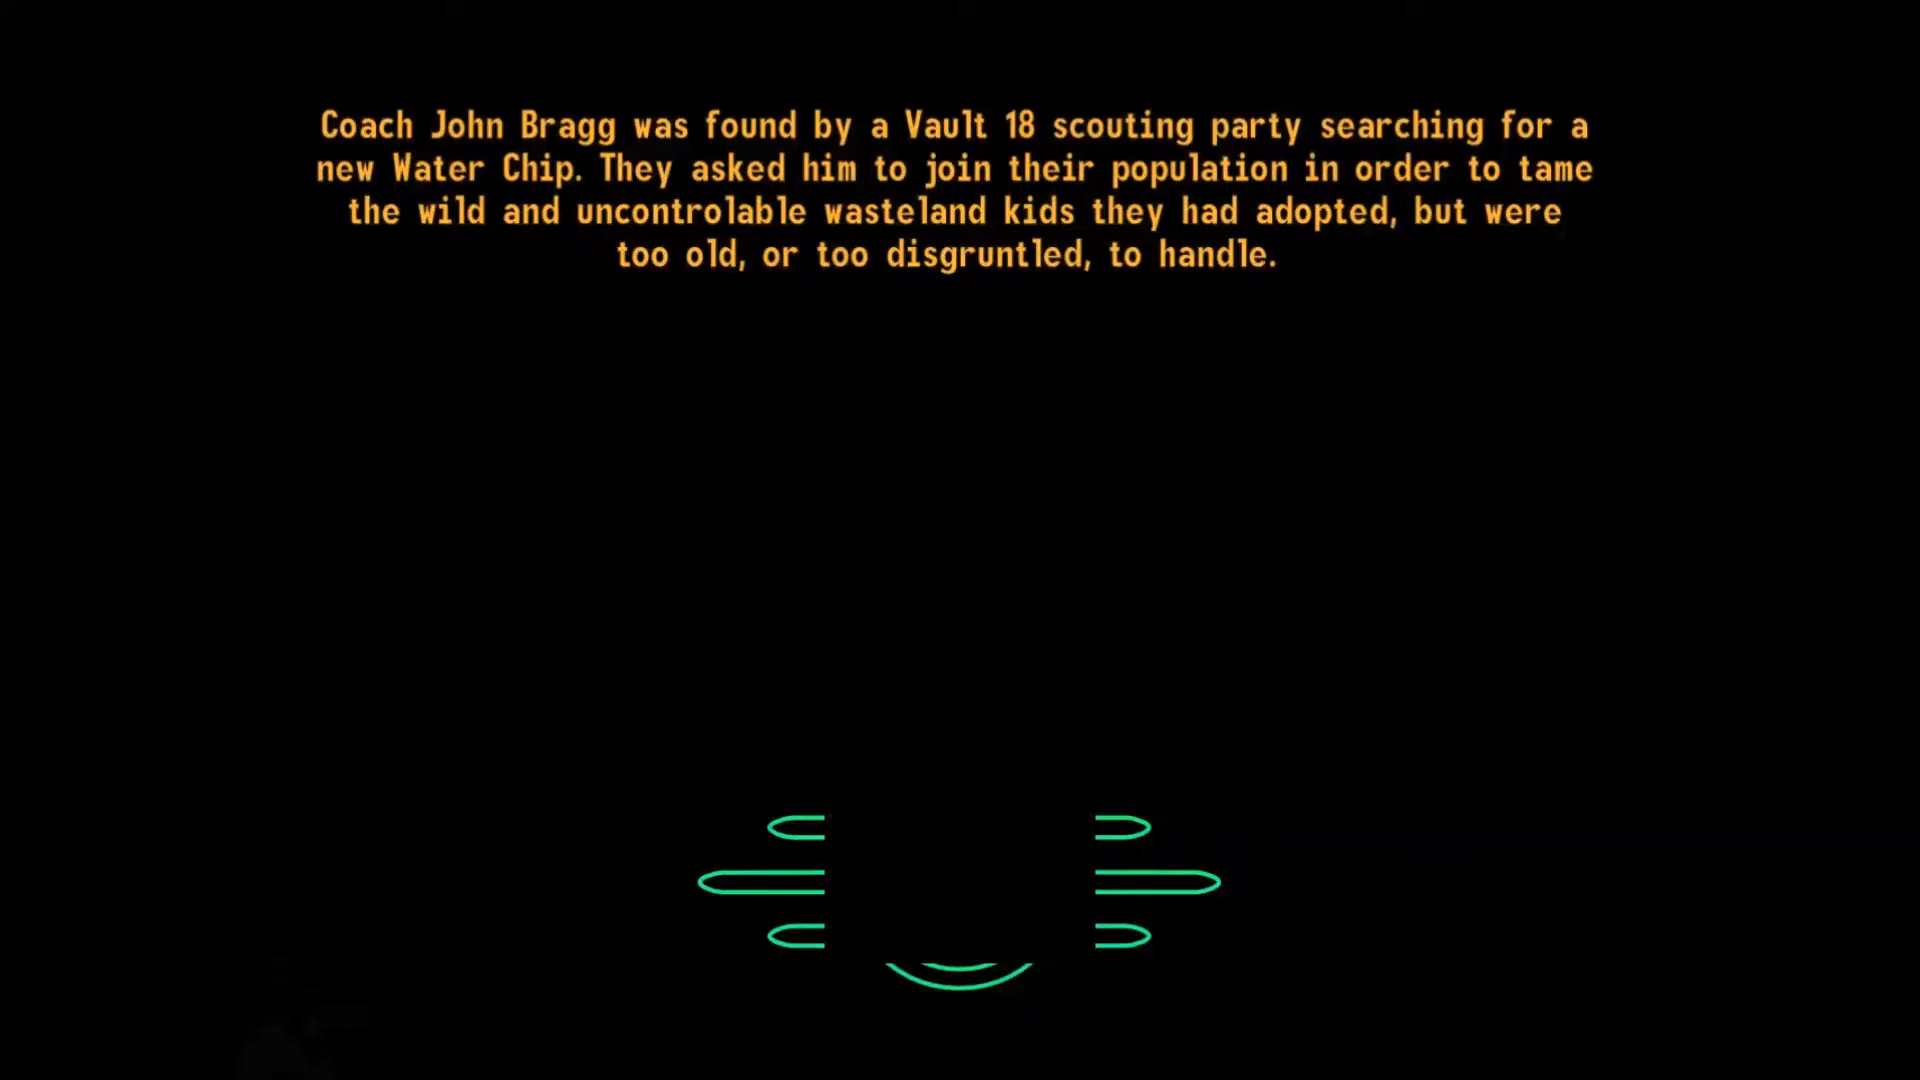 Coach John Bragg was found by a Vault 18 scouting party searching for a
new Water Chip. They asked him to join their population in order to tame
the wild and uncontrolable wasteland kids they had adopted, but were
too old, or too disgruntled, to handle.